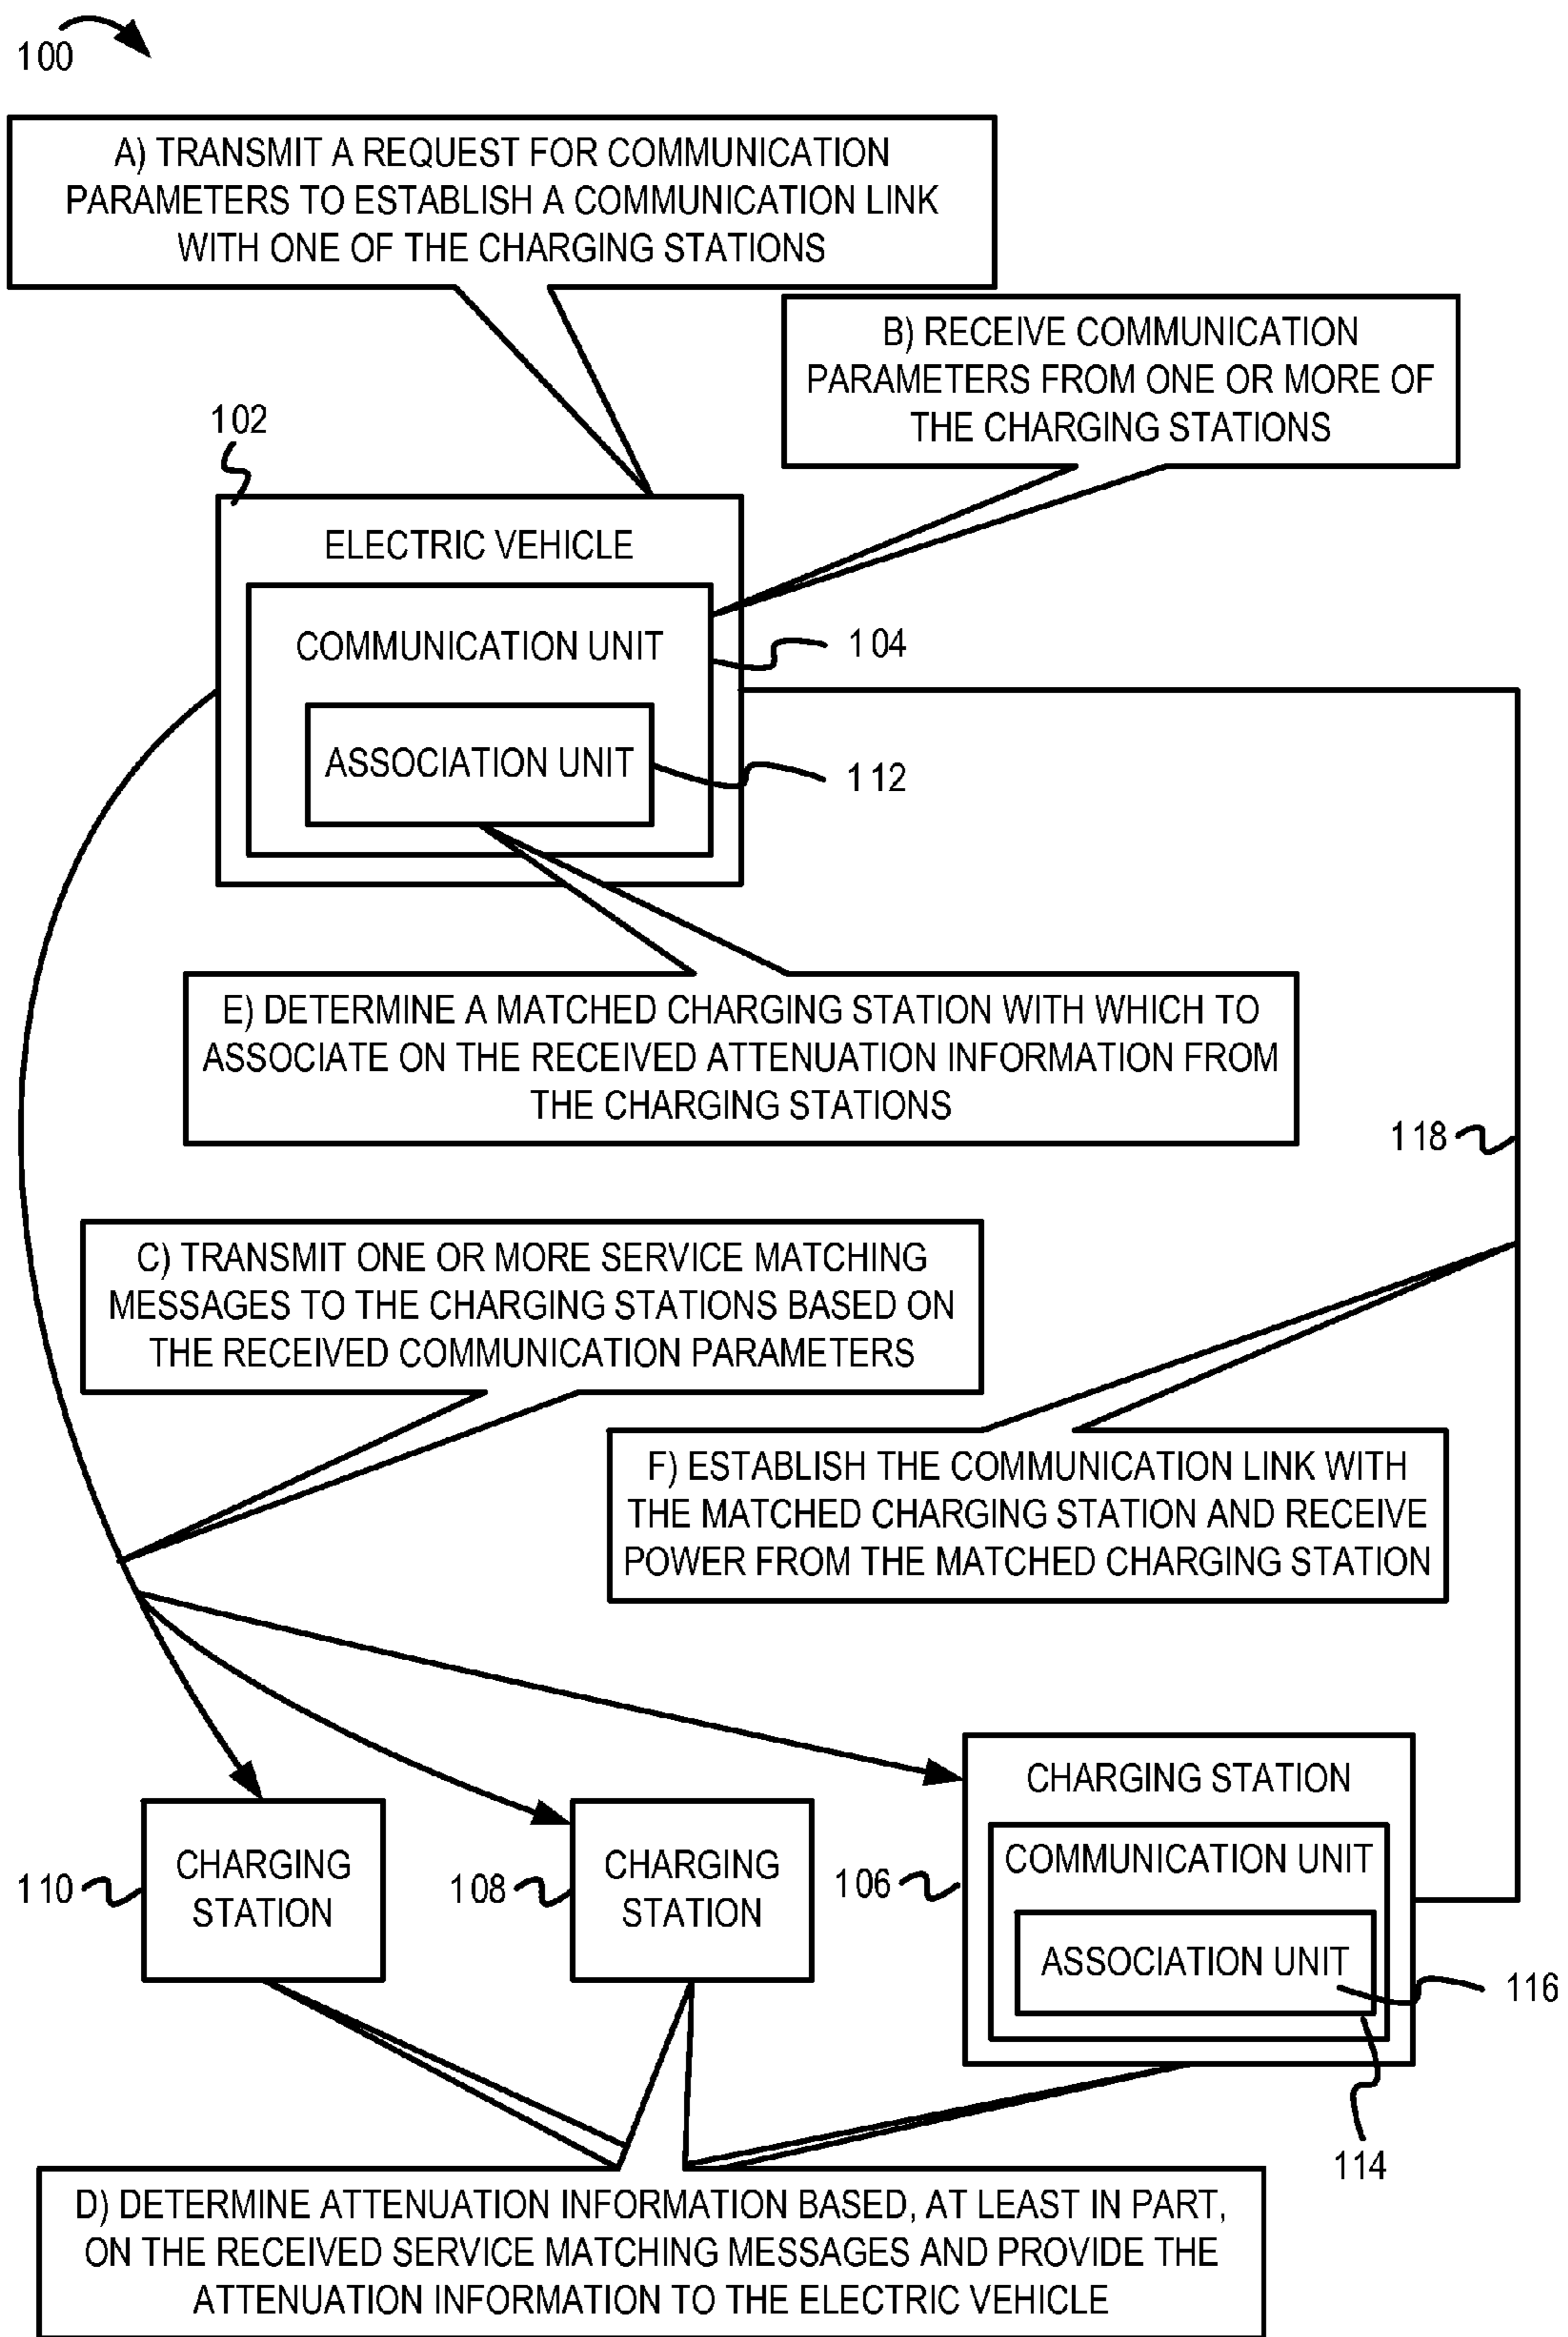 100
A) TRANSMIT A REQUEST FOR COMMUNICATION
PARAMETERS TO ESTABLISH A COMMUNICATION LINK
WITH ONE OF THE CHARGING STATIONS
B) RECEIVE COMMUNICATION
PARAMETERS FROM ONE OR MORE OF
THE CHARGING STATIONS
102
ELECTRIC VEHICLE
COMMUNICATION UNIT
104
ASSOCIATION UNIT
112
E) DETERMINE A MATCHED CHARGING STATION WITH WHICH TO
ASSOCIATE ON THE RECEIVED ATTENUATION INFORMATION FROM
THE CHARGING STATIONS
118
C) TRANSMIT ONE OR MORE SERVICE MATCHING
MESSAGES TO THE CHARGING STATIONS BASED ON
THE RECEIVED COMMUNICATION PARAMETERS
F) ESTABLISH THE COMMUNICATION LINK WITH
THE MATCHED CHARGING STATION AND RECEIVE
POWER FROM THE MATCHED CHARGING STATION
110
CHARGING
STATION
108
CHARGING
STATION
106
CHARGING STATION
COMMUNICATION UNIT
ASSOCIATION UNIT
116
114
D) DETERMINE ATTENUATION INFORMATION BASED, AT LEAST IN PART,
ON THE RECEIVED SERVICE MATCHING MESSAGES AND PROVIDE THE
ATTENUATION INFORMATION TO THE ELECTRIC VEHICLE